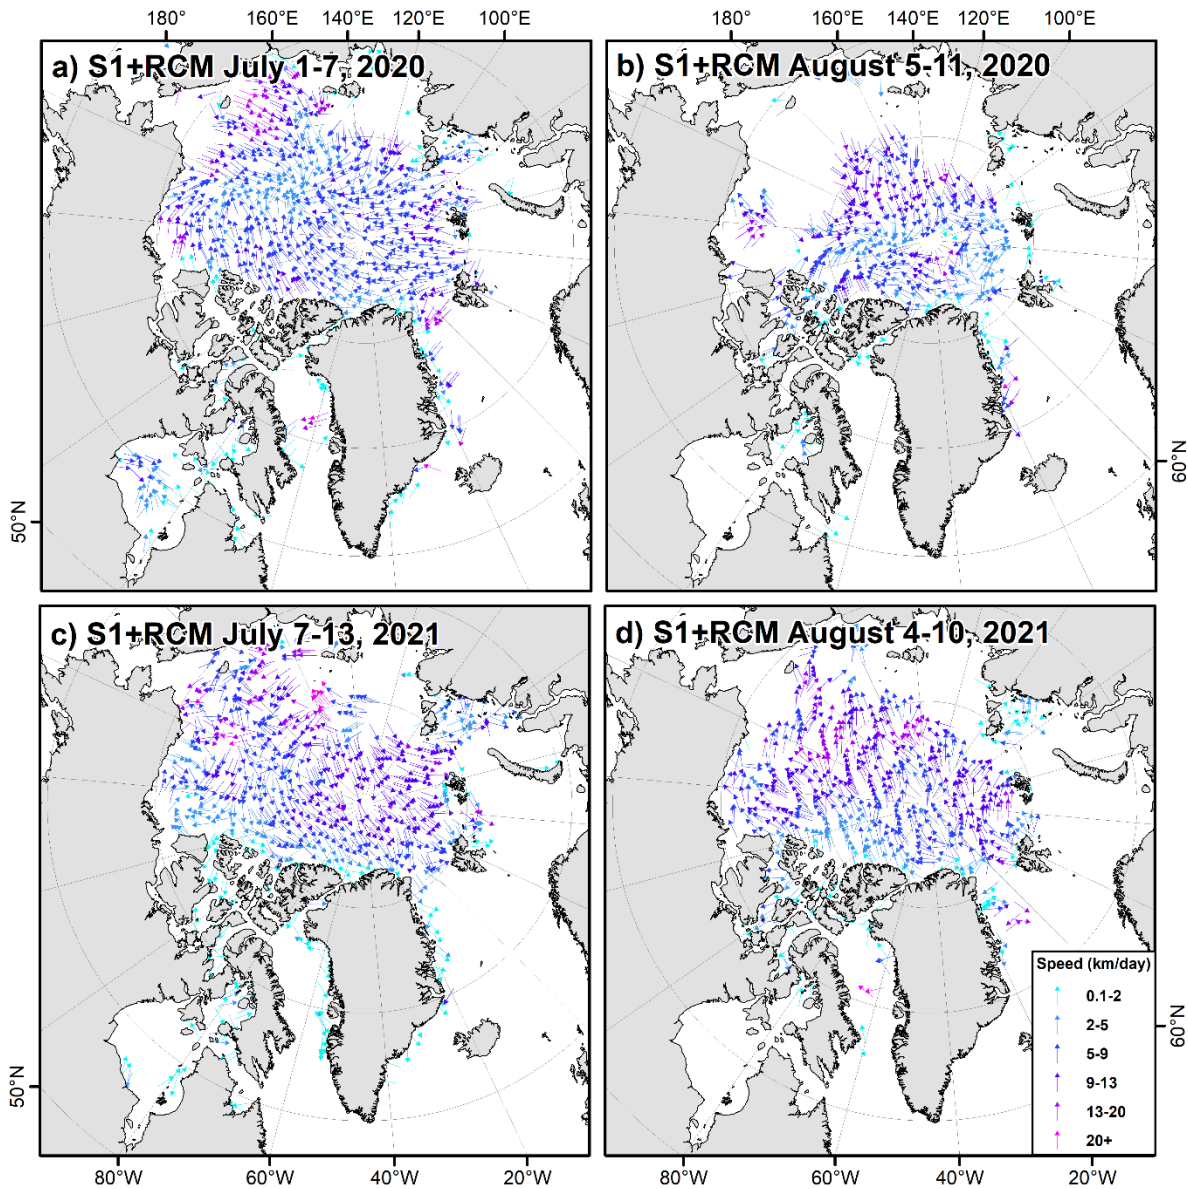 180° 160°E 140°E 120°E 100°E 180° 160°E 140°E 120°E 100°E
a) S1+RCM July 1-7, 2020
b) S1+RCM August 5-11, 2020
60°N
50°N
c) S1+RCM July 7-13, 2021
d) S1+RCM August 4-10, 2021
Speed (km/day)
0.1-2
2-5
5-9
9-13
13-20
20+
60°N
50°N
80°W 60°W 40°W 20°W 80°W 60°W 40°W 20°W